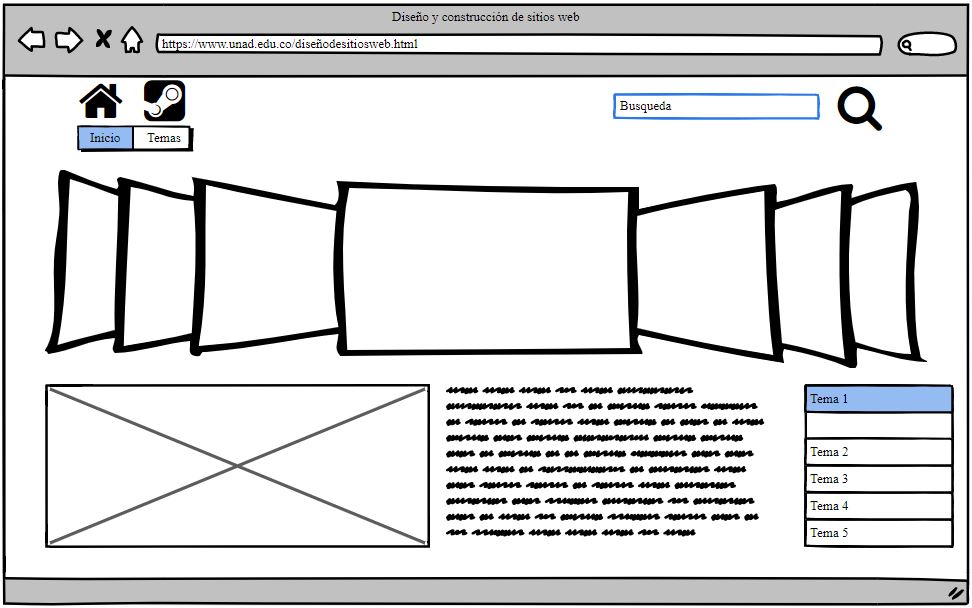 Diseño y construcción de sitios web
https://www.unad.edu.co/diseñodesitiosweb.html
Busqueda
Inicio
Temas
Tema 1
Tema 2
Tema 3
Tema 4
Tema 5